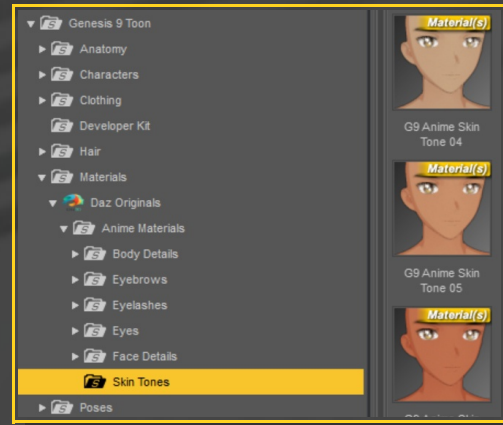 Genesis 9 Toon
Anatomy
Characters
Clothing
Developer Kit
Hair
Materials
Daz Originals
Anime Materials
Body Details
Eyebrows
Eyelashes
Eyes
Face Details
Skin Tones
Poses
Material(s)
G9 Anime Skin
Tone 04
Material(s)
G9 Anime Skin
Tone 05
Material(s)